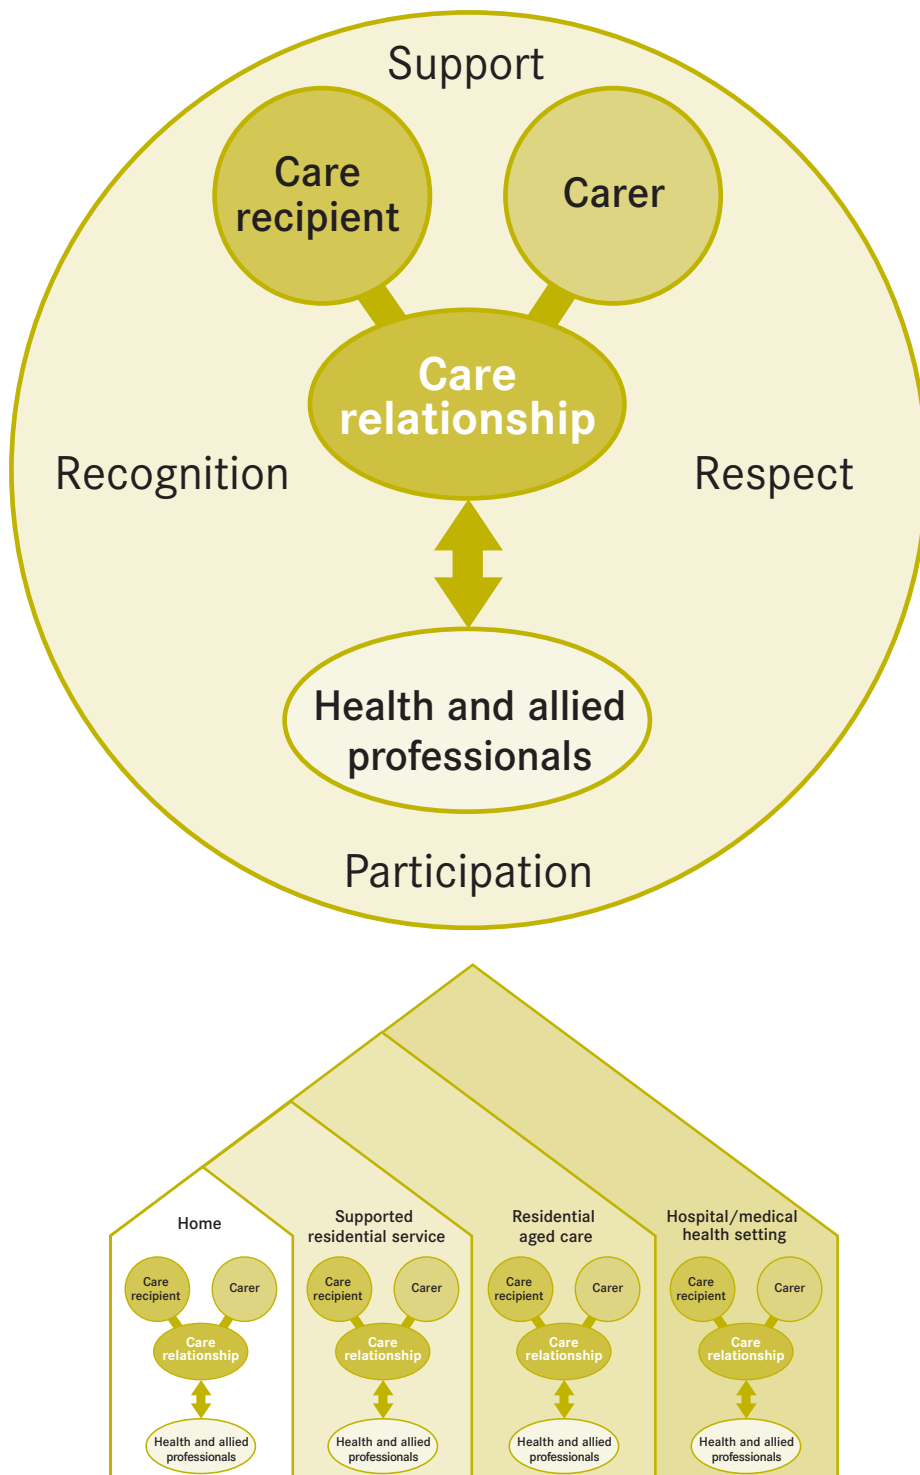 Support
Care
recipient
Carer
Care
relationship
Recognition
Respect
Health and allied
professionals
Participation
Home
Care
recipient
Carer
Care
relationship
Health and allied
professionals
Supported
residential service
Care
recipient
Carer
Care
relationship
Health and allied
professionals
Residential
aged care
Care
recipient
Carer
Care
relationship
Health and allied
professionals
Hospital/medical
health setting
Care
recipient
Carer
Care
relationship
Health and allied
professionals